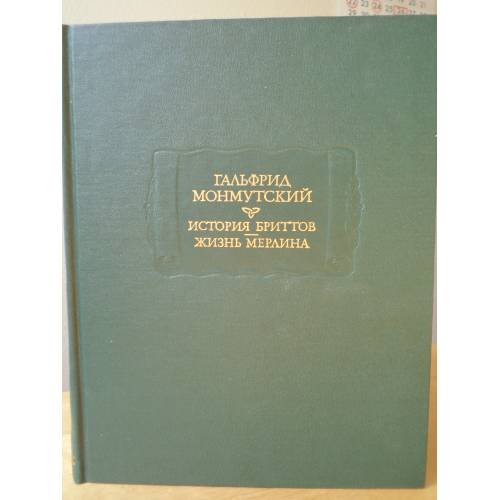 ГАЛЬФРИД
МОНМУТСКИЙ
ИСТОРИЯ БРИТТОВ
ЖИЗНЬ МЕРЛИНА